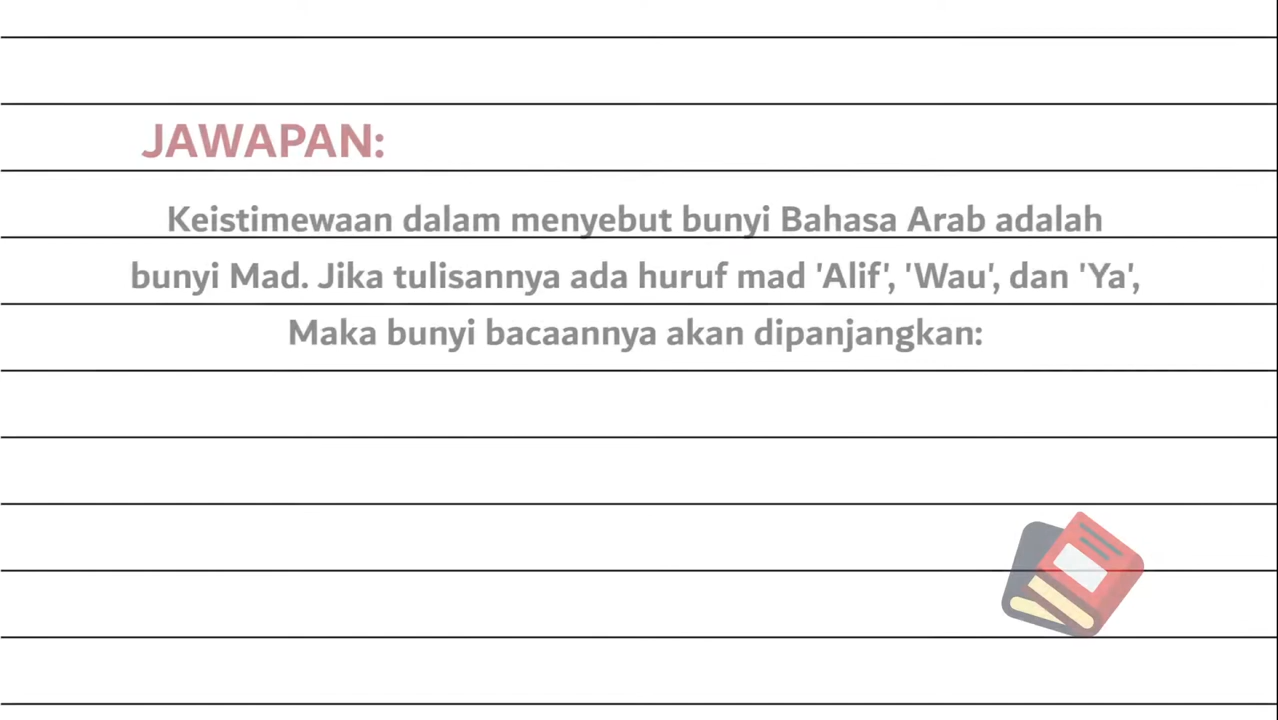 JAWAPAN:
Keistimewaan dalam menyebut bunyi Bahasa Arab adalah
bunyi Mad. Jika tulisannya ada huruf mad 'Alif', 'Wau', dan 'Ya',
Maka bunyi bacaannya akan dipanjangkan: